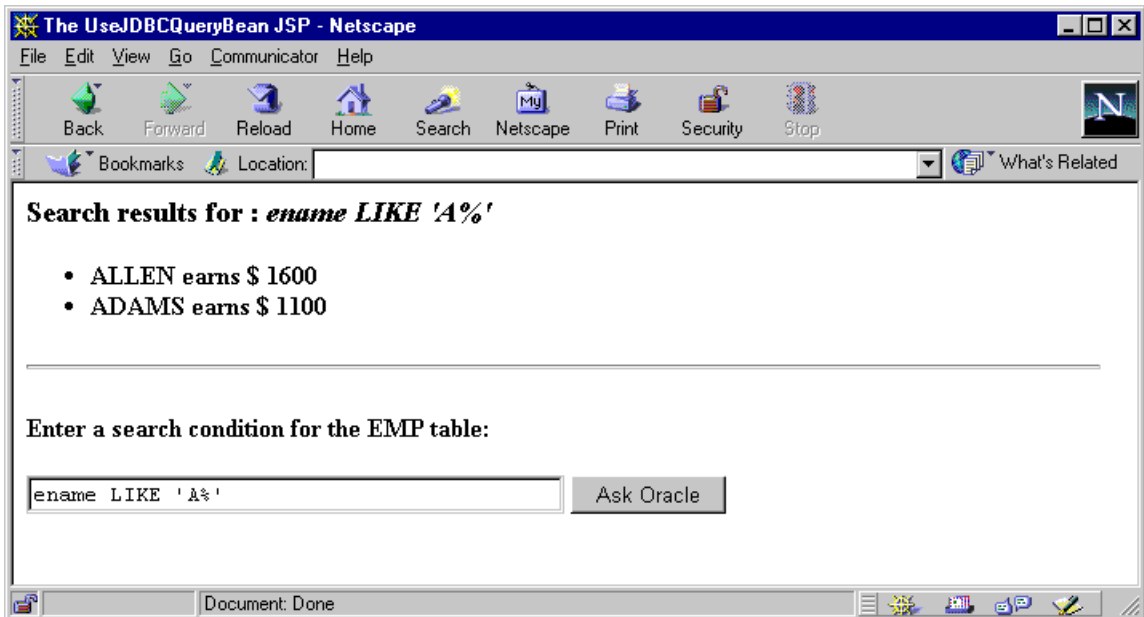 The UseJDBCQueryBean JSP - Netscape
File Edit View Go Communicator Help
N
My
Back Forward Reload Home Search Netscape Print Security Stop
Bookmarks Location: What's Related
Search results for : ename LIKE 'A%'
• ALLEN earns $ 1600
• ADAMS earns $ 1100
Enter a search condition for the EMP table:
ename LIKE 'A%' Ask Oracle
Document: Done